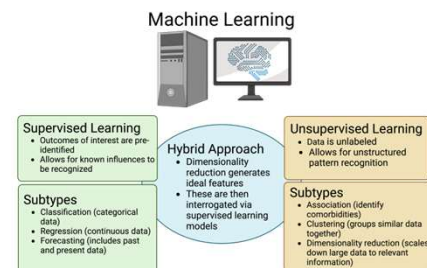 Machine Learning
Supervised Learning
• Outcomes of interest are pre-
identified
• Allows for known influences to
be recognized
Subtypes
• Classification (categorical
data)
• Regression (continuous data)
• Forecasting (includes past
and present data)
Hybrid Approach
• Dimensionality
reduction generates
ideal features
• These are then
interrogated via
supervised learning
models
Unsupervised Learning
• Data is unlabeled
• Allows for unstructured
pattern recognition
Subtypes
• Association (identify
comorbidities)
• Clustering (groups similar data
together)
• Dimensionality reduction (scales
down large data to relevant
information)